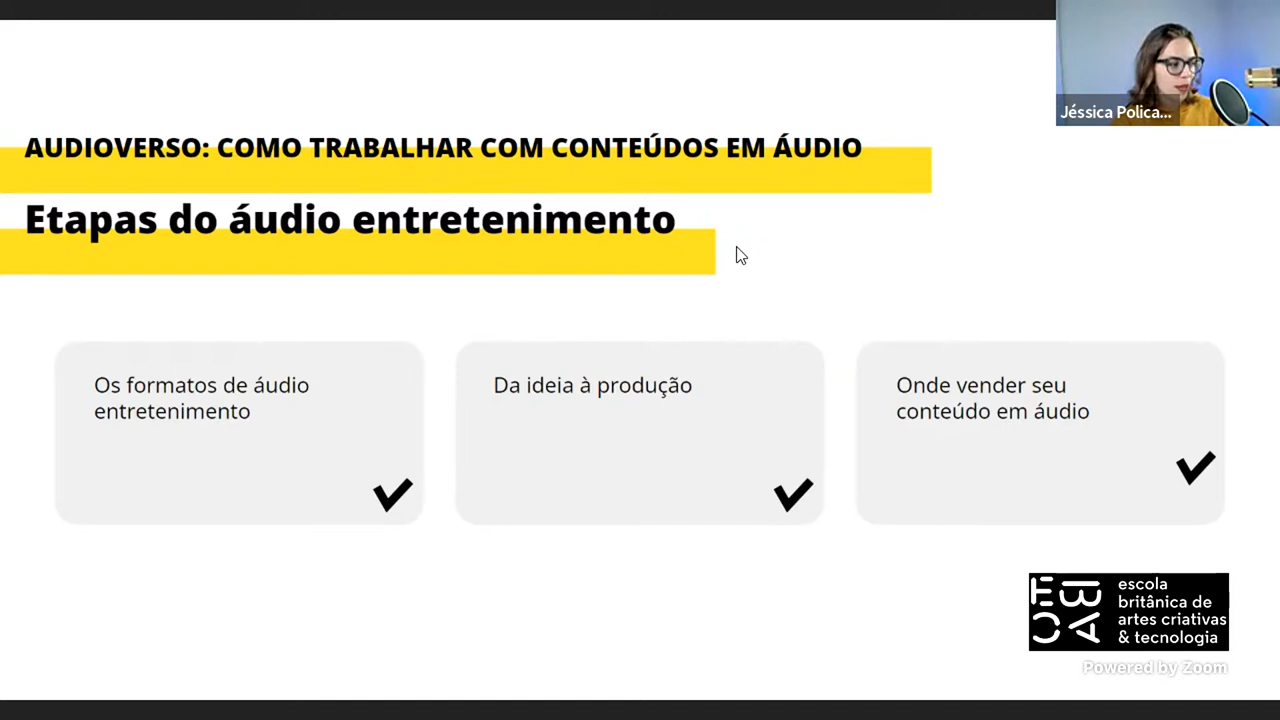 Jéssica Polica...
AUDIOVERSO: COMO TRABALHAR COM CONTEÚDOS EM ÁUDIO
Etapas do áudio entretenimento
Os formatos de áudio
entretenimento
Da ideia à produção
Onde vender seu
conteúdo em áudio
EBAC
escola
britânica de
artes criativas
& tecnologia
Powered by Zoom